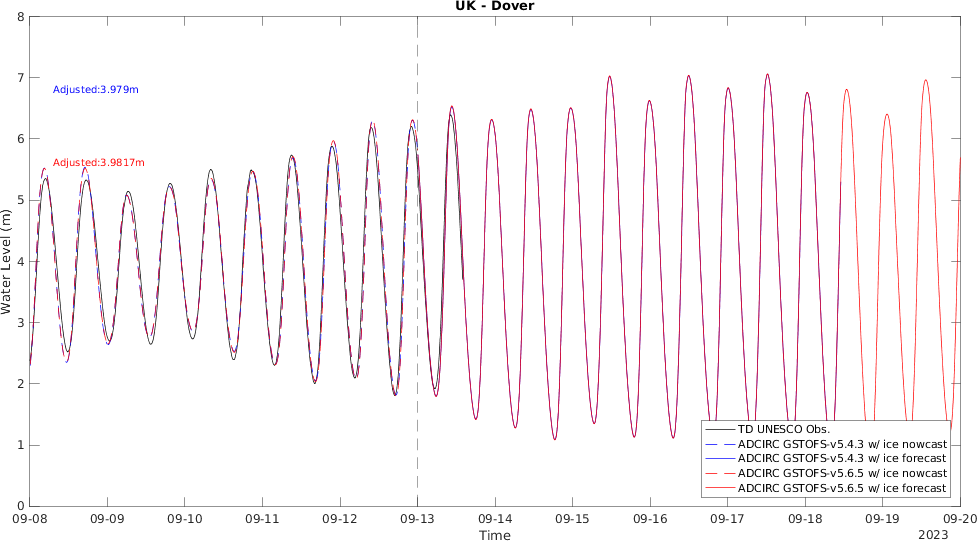 UK - Dover
8
7
6
5
4
3
2
1
0
Water Level (m)
Adjusted:3.979m
Adjusted:3.9817m
TD UNESCO Obs.
ADCIRC GSTOFS-v5.4.3 w/ ice nowcast
ADCIRC GSTOFS-v5.4.3 w/ ice forecast
ADCIRC GSTOFS-v5.6.5 w/ ice nowcast
ADCIRC GSTOFS-v5.6.5 w/ ice forecast
09-08 09-09 09-10 09-11 09-12 09-13 09-14 09-15 09-16 09-17 09-18 09-19 09-20
Time
2023